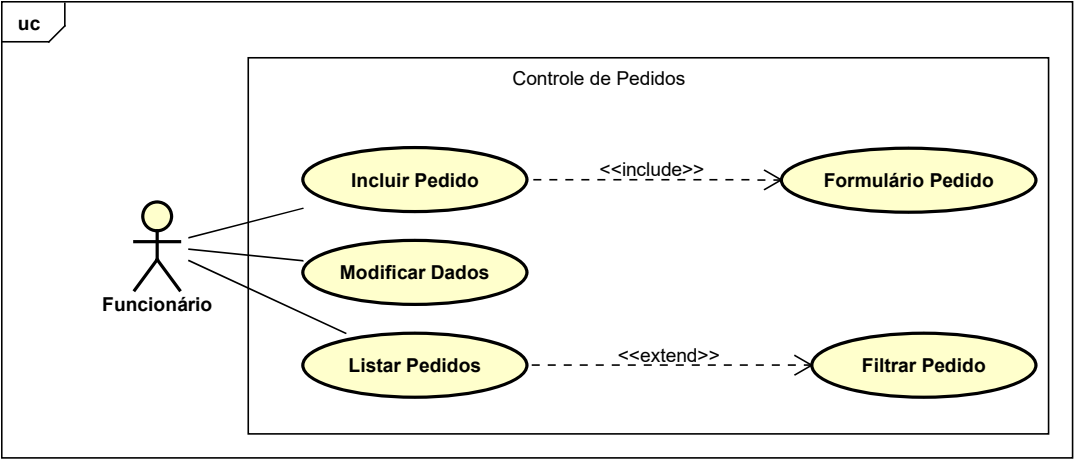 uc
Controle de Pedidos
Incluir Pedido
<<include>>
Formulário Pedido
Funcionário
Modificar Dados
Listar Pedidos
<<extend>>
Filtrar Pedido